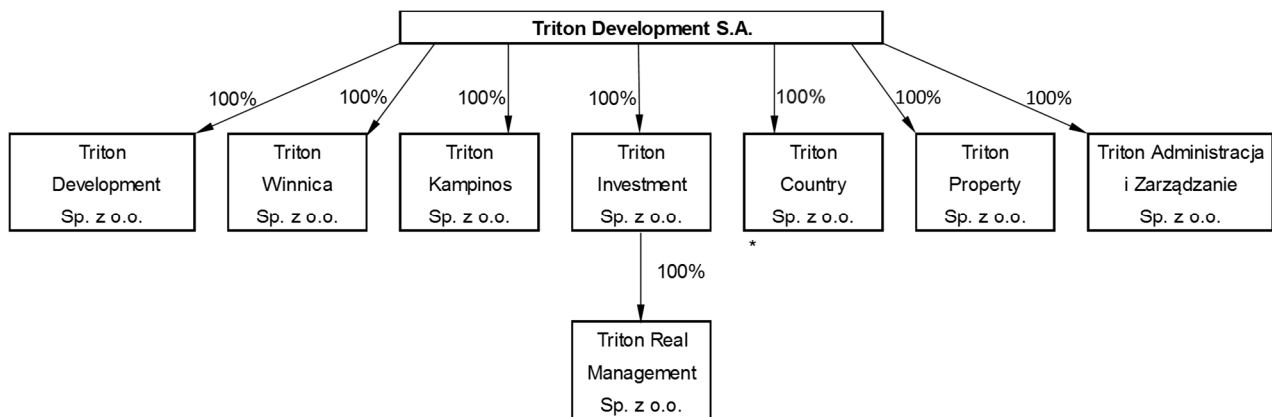 Triton Development S.A.
100%
100%
100%
100%
100%
100%
100%
Triton
Development
Sp. z o.o.
Triton
Winnica
Sp. z o.o.
Triton
Kampinos
Sp. z o.o.
Triton
Investment
Sp. z o.o.
Triton
Country
Sp. z o.o.
Triton
Property
Sp. z o.o.
Triton Administracja
i Zarządzanie
Sp. z o.o.
*
100%
Triton Real
Management
Sp. z o.o.